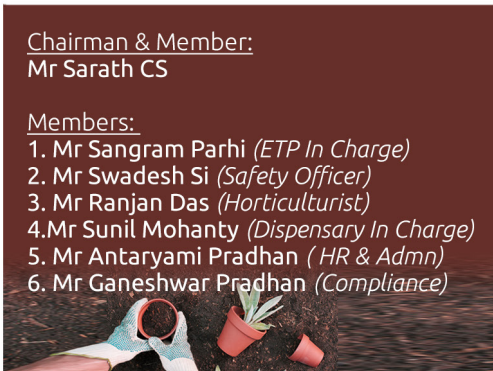 Chairman & Member:
Mr Sarath CS
Members:
1. Mr Sangram Parhi (ETP In Charge)
2. Mr Swadesh Si (Safety Officer)
3. Mr Ranjan Das (Horticulturist)
4.Mr Sunil Mohanty (Dispensary In Charge)
5. Mr Antaryami Pradhan ( HR & Admn)
6. Mr Ganeshwar Pradhan (Compliance)